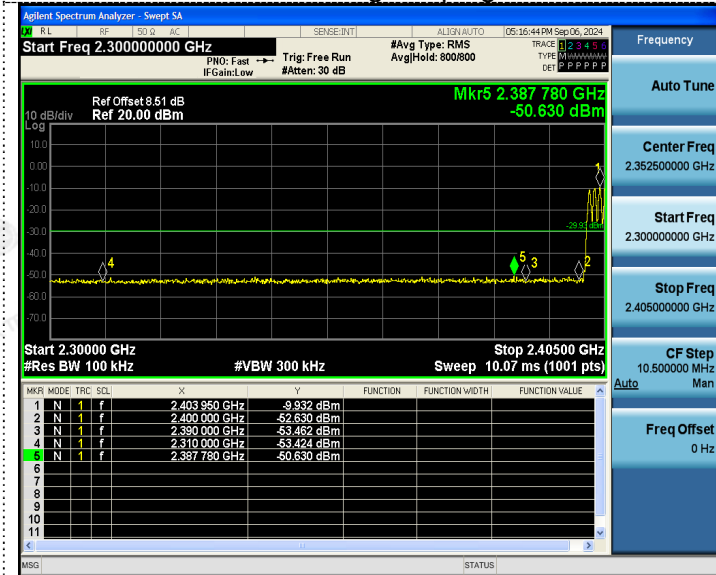 Agilent Spectrum Analyzer - Swept SA
LXI RL RF 50 Ω AC SENSE:INT ALIGN AUTO 05:16:44 PM Sep 06, 2024
Start Freq 2.300000000 GHz
PNO: Fast
IFGain:Low
Trig: Free Run
#Atten: 30 dB
#Avg Type: RMS
Avg|Hold: 800/800
TRACE 1 2 3 4 5 6
TYPE MWWWWW
DET P P P P P P
Frequency
Mkr5 2.387 780 GHz
-50.630 dBm
10 dB/div
Log
Ref Offset 8.51 dB
Ref 20.00 dBm
10.0
0.00
-10.0
-20.0
-30.0
-40.0
-50.0
-60.0
-70.0
1
-29.93 dBm
4
5
3
2
Start 2.30000 GHz
Stop 2.40500 GHz
#Res BW 100 kHz
#VBW 300 kHz
Sweep 10.07 ms (1001 pts)
MKR MODE TRC SCL X Y FUNCTION FUNCTION WIDTH FUNCTION VALUE
1 N 1 f 2.403 950 GHz -9.932 dBm
2 N 1 f 2.400 000 GHz -52.630 dBm
3 N 1 f 2.390 000 GHz -53.462 dBm
4 N 1 f 2.310 000 GHz -53.424 dBm
5 N 1 f 2.387 780 GHz -50.630 dBm
6
7
8
9
10
11
MSG
STATUS
Auto Tune
Center Freq
2.352500000 GHz
Start Freq
2.300000000 GHz
Stop Freq
2.405000000 GHz
CF Step
10.500000 MHz
Auto Man
Freq Offset
0 Hz